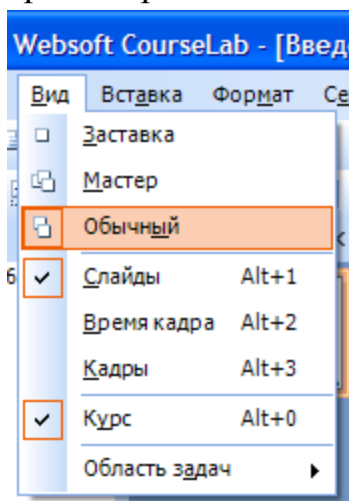 Websoft CourseLab - [Введ
Вид Вставка Формат Се
Заставка
Мастер
Обычный
Слайды Alt+1
Время кадра Alt+2
Кадры Alt+3
Курс Alt+0
Область задач